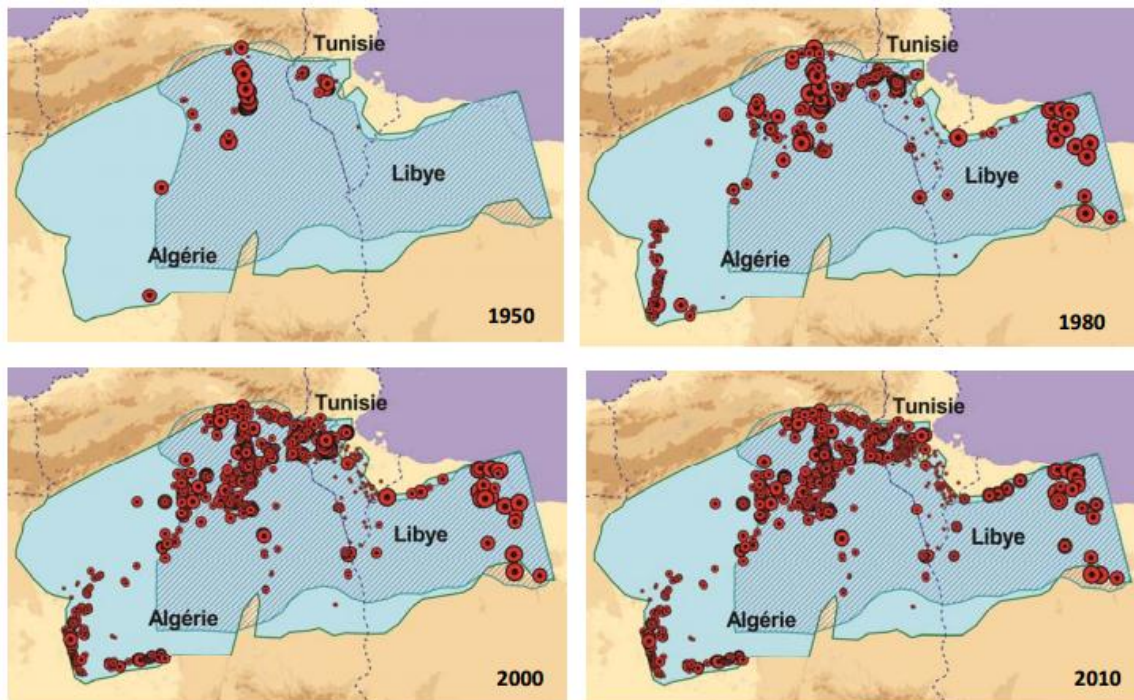 Tunisie
Libye
Algérie
1950
Tunisie
Libye
Algérie
1980
Tunisie
Libye
Algérie
2000
Tunisie
Libye
Algérie
2010